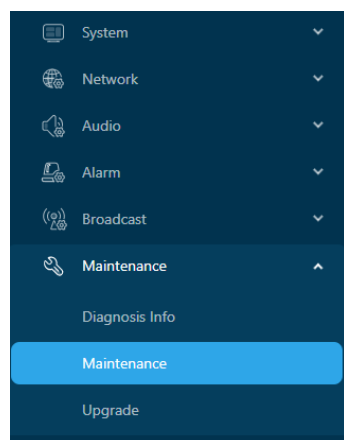 System
Network
Audio
Alarm
Broadcast
Maintenance
Diagnosis Info
Maintenance
Upgrade